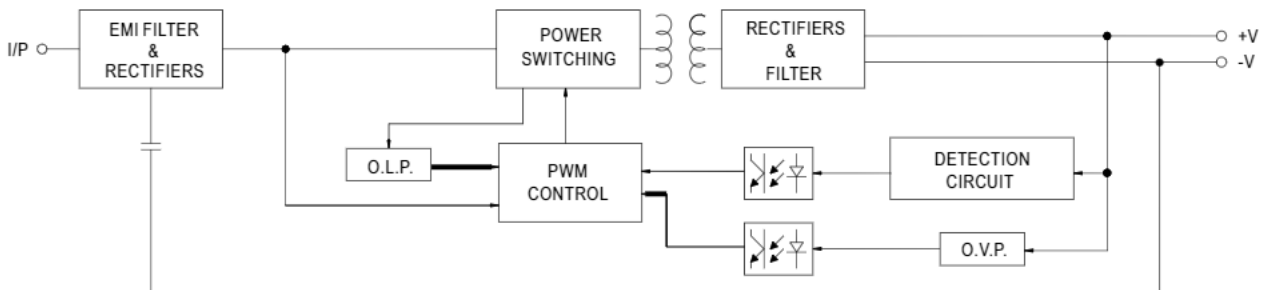 I/P
EMI FILTER
&
RECTIFIERS
POWER
SWITCHING
RECTIFIERS
&
FILTER
+V
-V
O.L.P.
PWM
CONTROL
DETECTION
CIRCUIT
O.V.P.